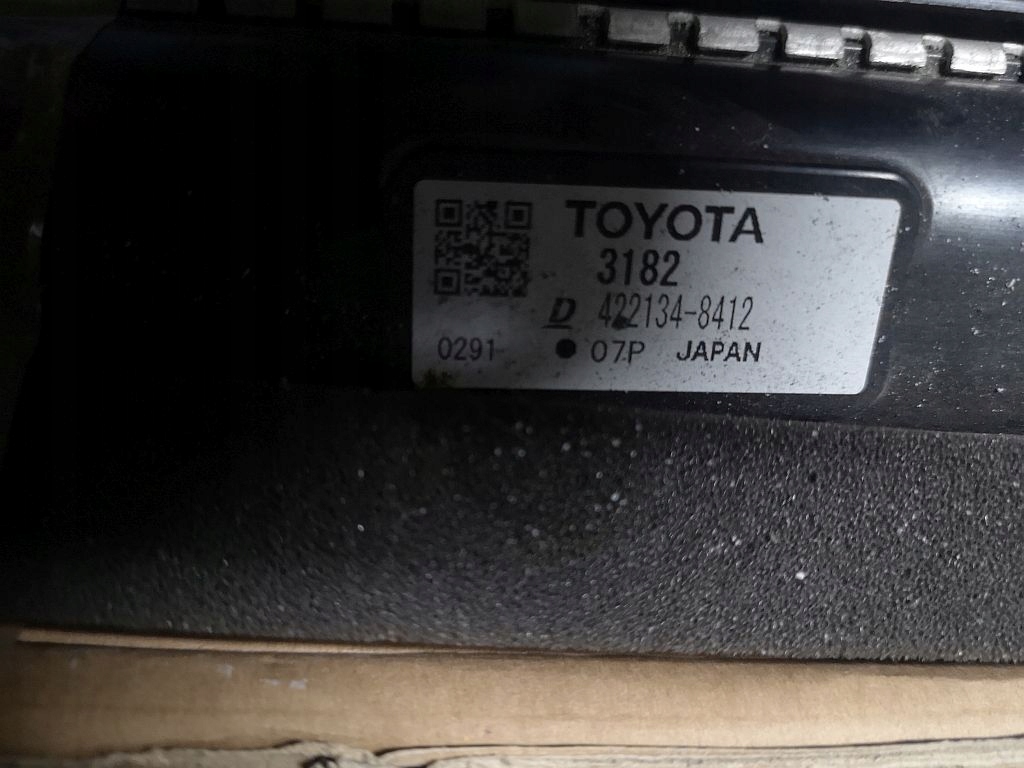 TOYOTA
3182
D 422134-8412
0291 ● 07P JAPAN